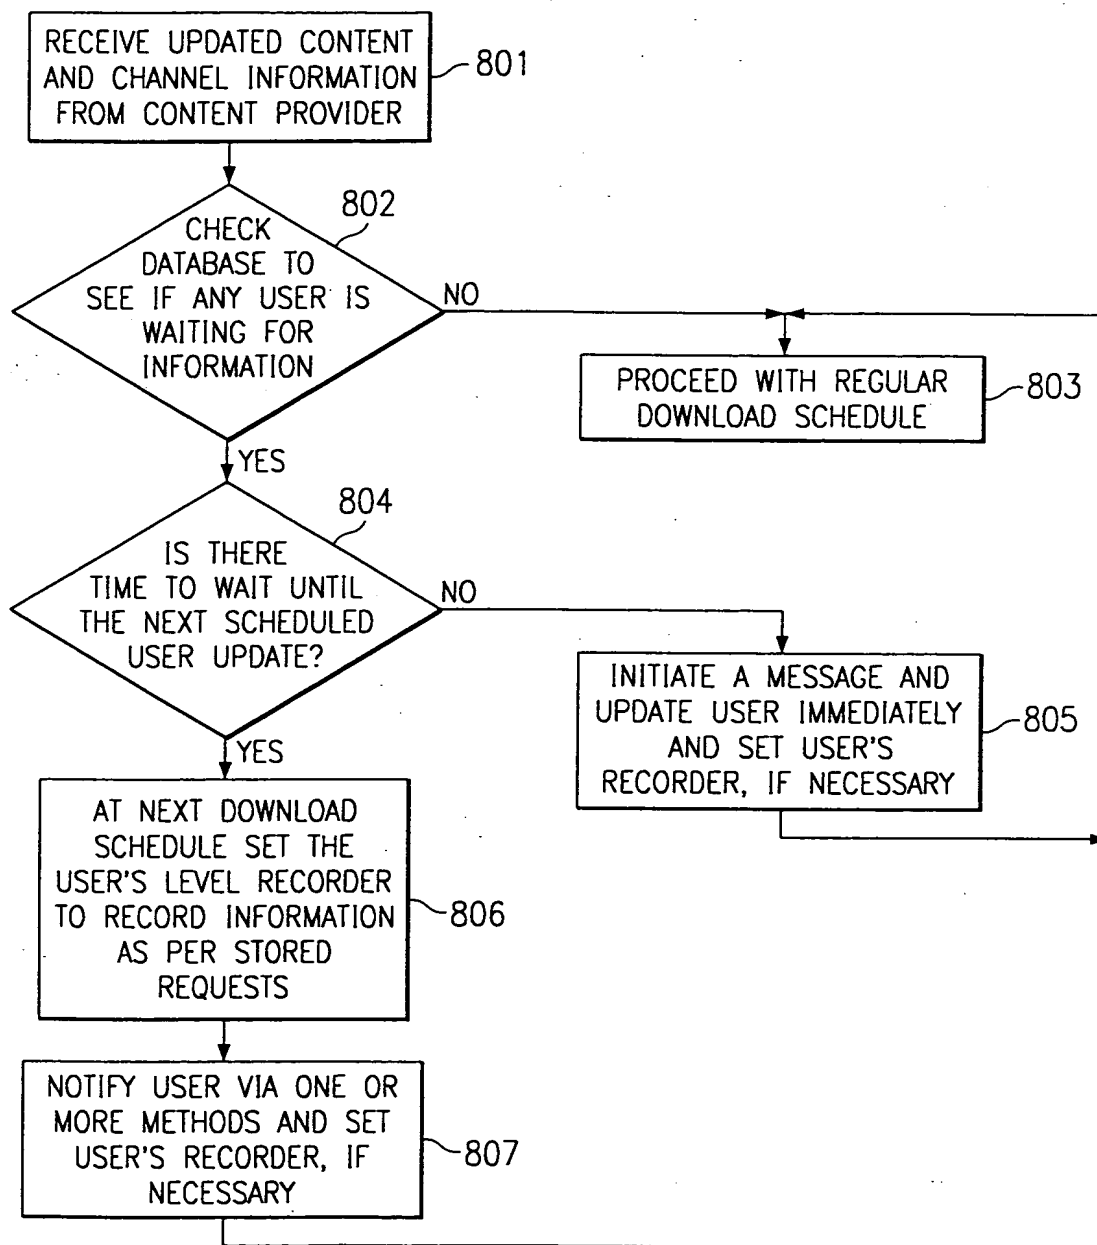 RECEIVE UPDATED CONTENT
AND CHANNEL INFORMATION
FROM CONTENT PROVIDER
801
802
CHECK
DATABASE TO
SEE IF ANY USER IS
WAITING FOR
INFORMATION
NO
PROCEED WITH REGULAR
DOWNLOAD SCHEDULE
803
YES
804
IS THERE
TIME TO WAIT UNTIL
THE NEXT SCHEDULED
USER UPDATE?
NO
INITIATE A MESSAGE AND
UPDATE USER IMMEDIATELY
AND SET USER'S
RECORDER, IF NECESSARY
805
YES
AT NEXT DOWNLOAD
SCHEDULE SET THE
USER'S LEVEL RECORDER
TO RECORD INFORMATION
AS PER STORED
REQUESTS
806
NOTIFY USER VIA ONE OR
MORE METHODS AND SET
USER'S RECORDER, IF
NECESSARY
807